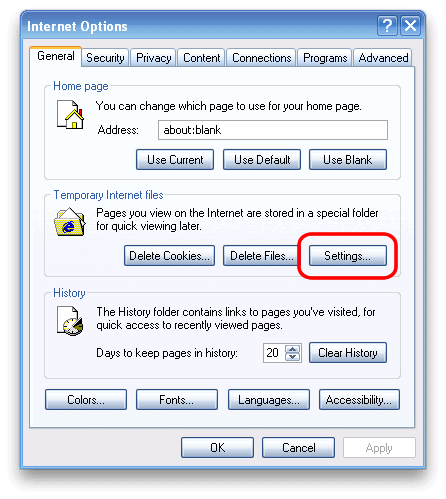 Internet Options
General Security Privacy Content Connections Programs Advanced
Home page
You can change which page to use for your home page.
Address: about:blank
Use Current Use Default Use Blank
Temporary Internet files
Pages you view on the Internet are stored in a special folder
for quick viewing later.
Delete Cookies... Delete Files... Settings...
History
The History folder contains links to pages you've visited, for
quick access to recently viewed pages.
Days to keep pages in history: 20 Clear History
Colors... Fonts... Languages... Accessibility...
OK Cancel Apply